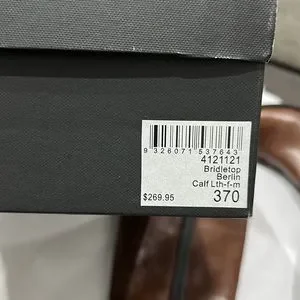 9 326071 537643
4121121
Bridletop
Berlin
Calf Lth-f-m
$269.95 370